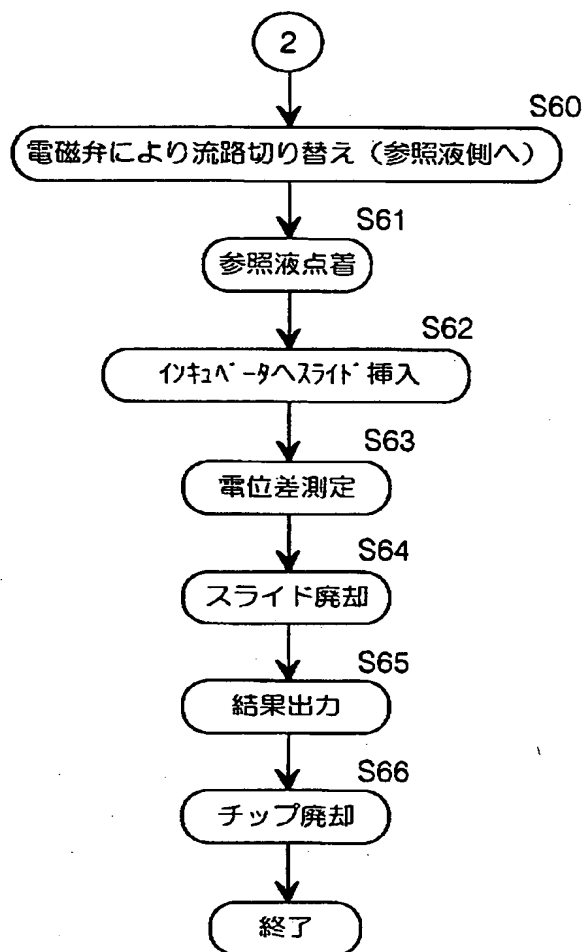 2
S60
電磁弁により流路切り替え（参照液側へ）
S61
参照液点着
S62
ｲﾝｷｭﾍﾞｰﾀへｽﾗｲﾄﾞ挿入
S63
電位差測定
S64
スライド廃却
S65
結果出力
S66
チップ廃却
終了